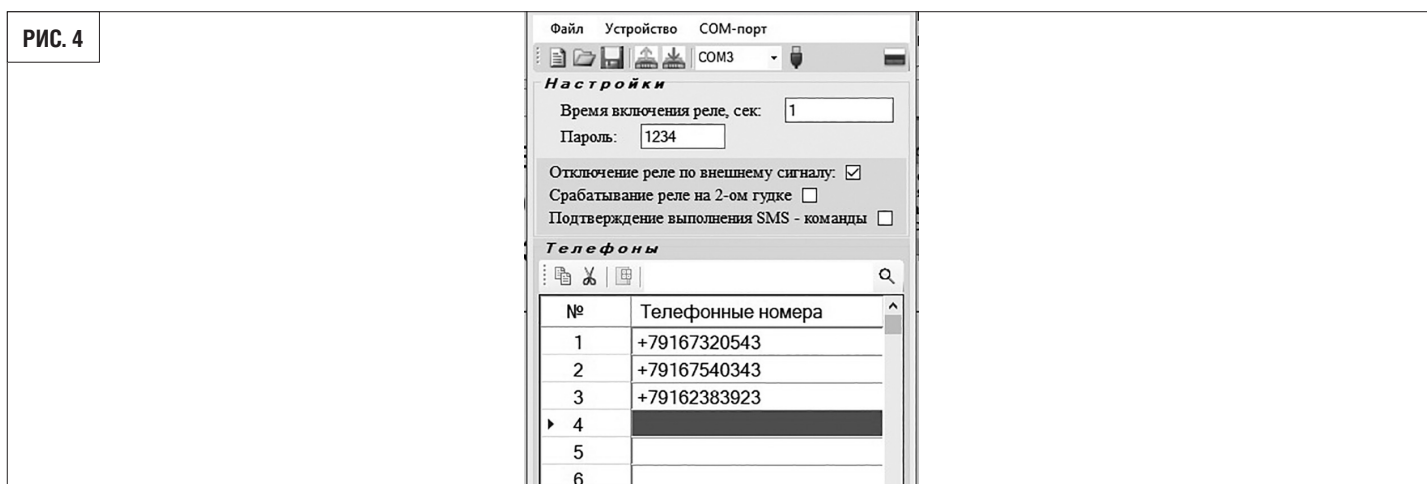 РИС. 4
Файл Устройство COM-порт
COM3
Настройки
Время включения реле, сек: 1
Пароль: 1234
Отключение реле по внешнему сигналу:
Срабатывание реле на 2-ом гудке
Подтверждение выполнения SMS - команды
Телефоны
№ Телефонные номера
1 +79167320543
2 +79167540343
3 +79162383923
4
5
6